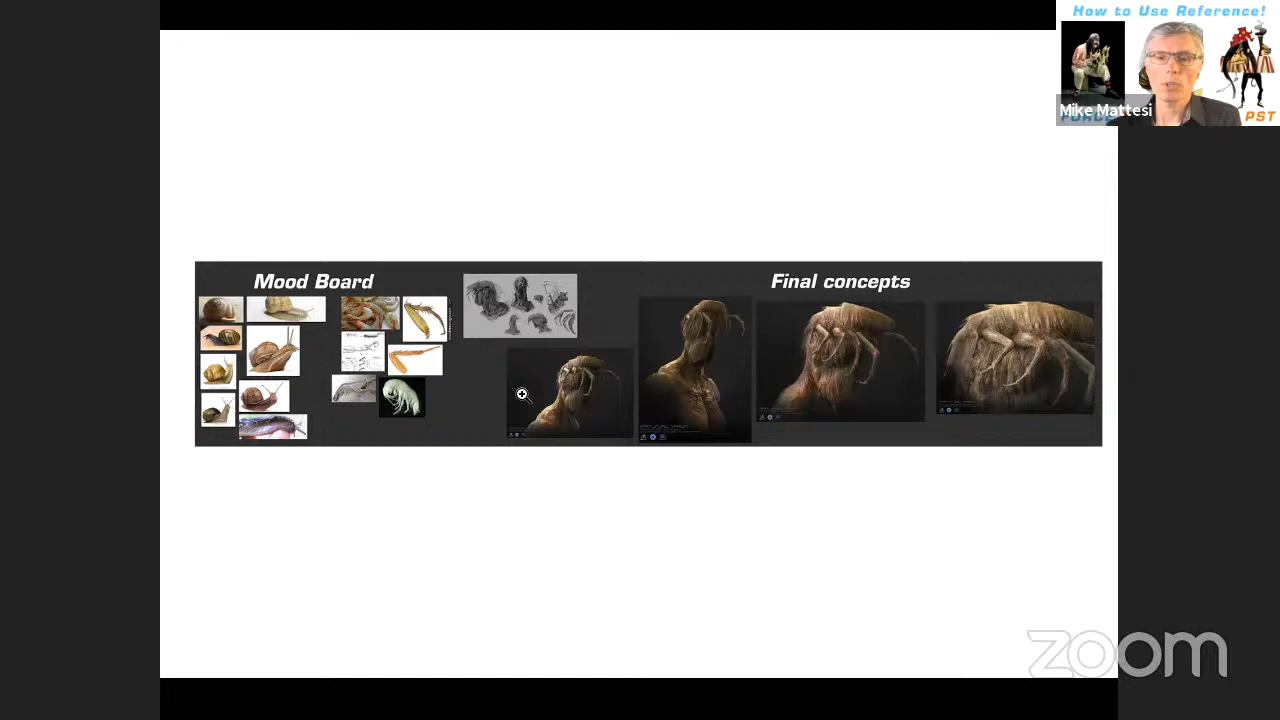 How to Use Reference!
Mike Mattesi
PST
Mood Board
Final concepts
zoom